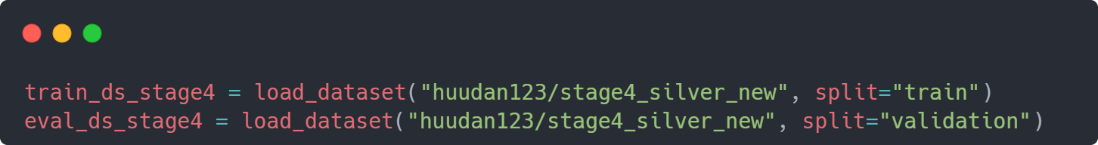 train_ds_stage4 = load_dataset("huudan123/stage4_silver_new", split="train")
eval_ds_stage4 = load_dataset("huudan123/stage4_silver_new", split="validation")